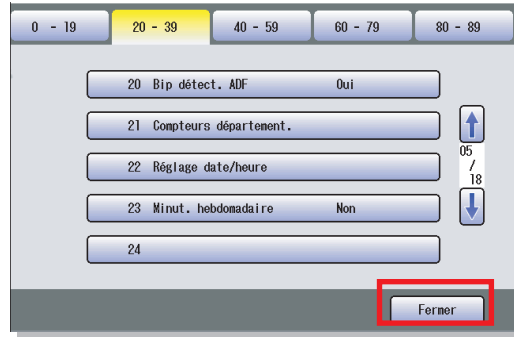 0 - 19 20 - 39 40 - 59 60 - 79 80 - 89
20 Bip détect. ADF Oui
21 Compteurs département.
22 Réglage date/heure
05
/
18
23 Minut. hebdomadaire Non
24
Fermer